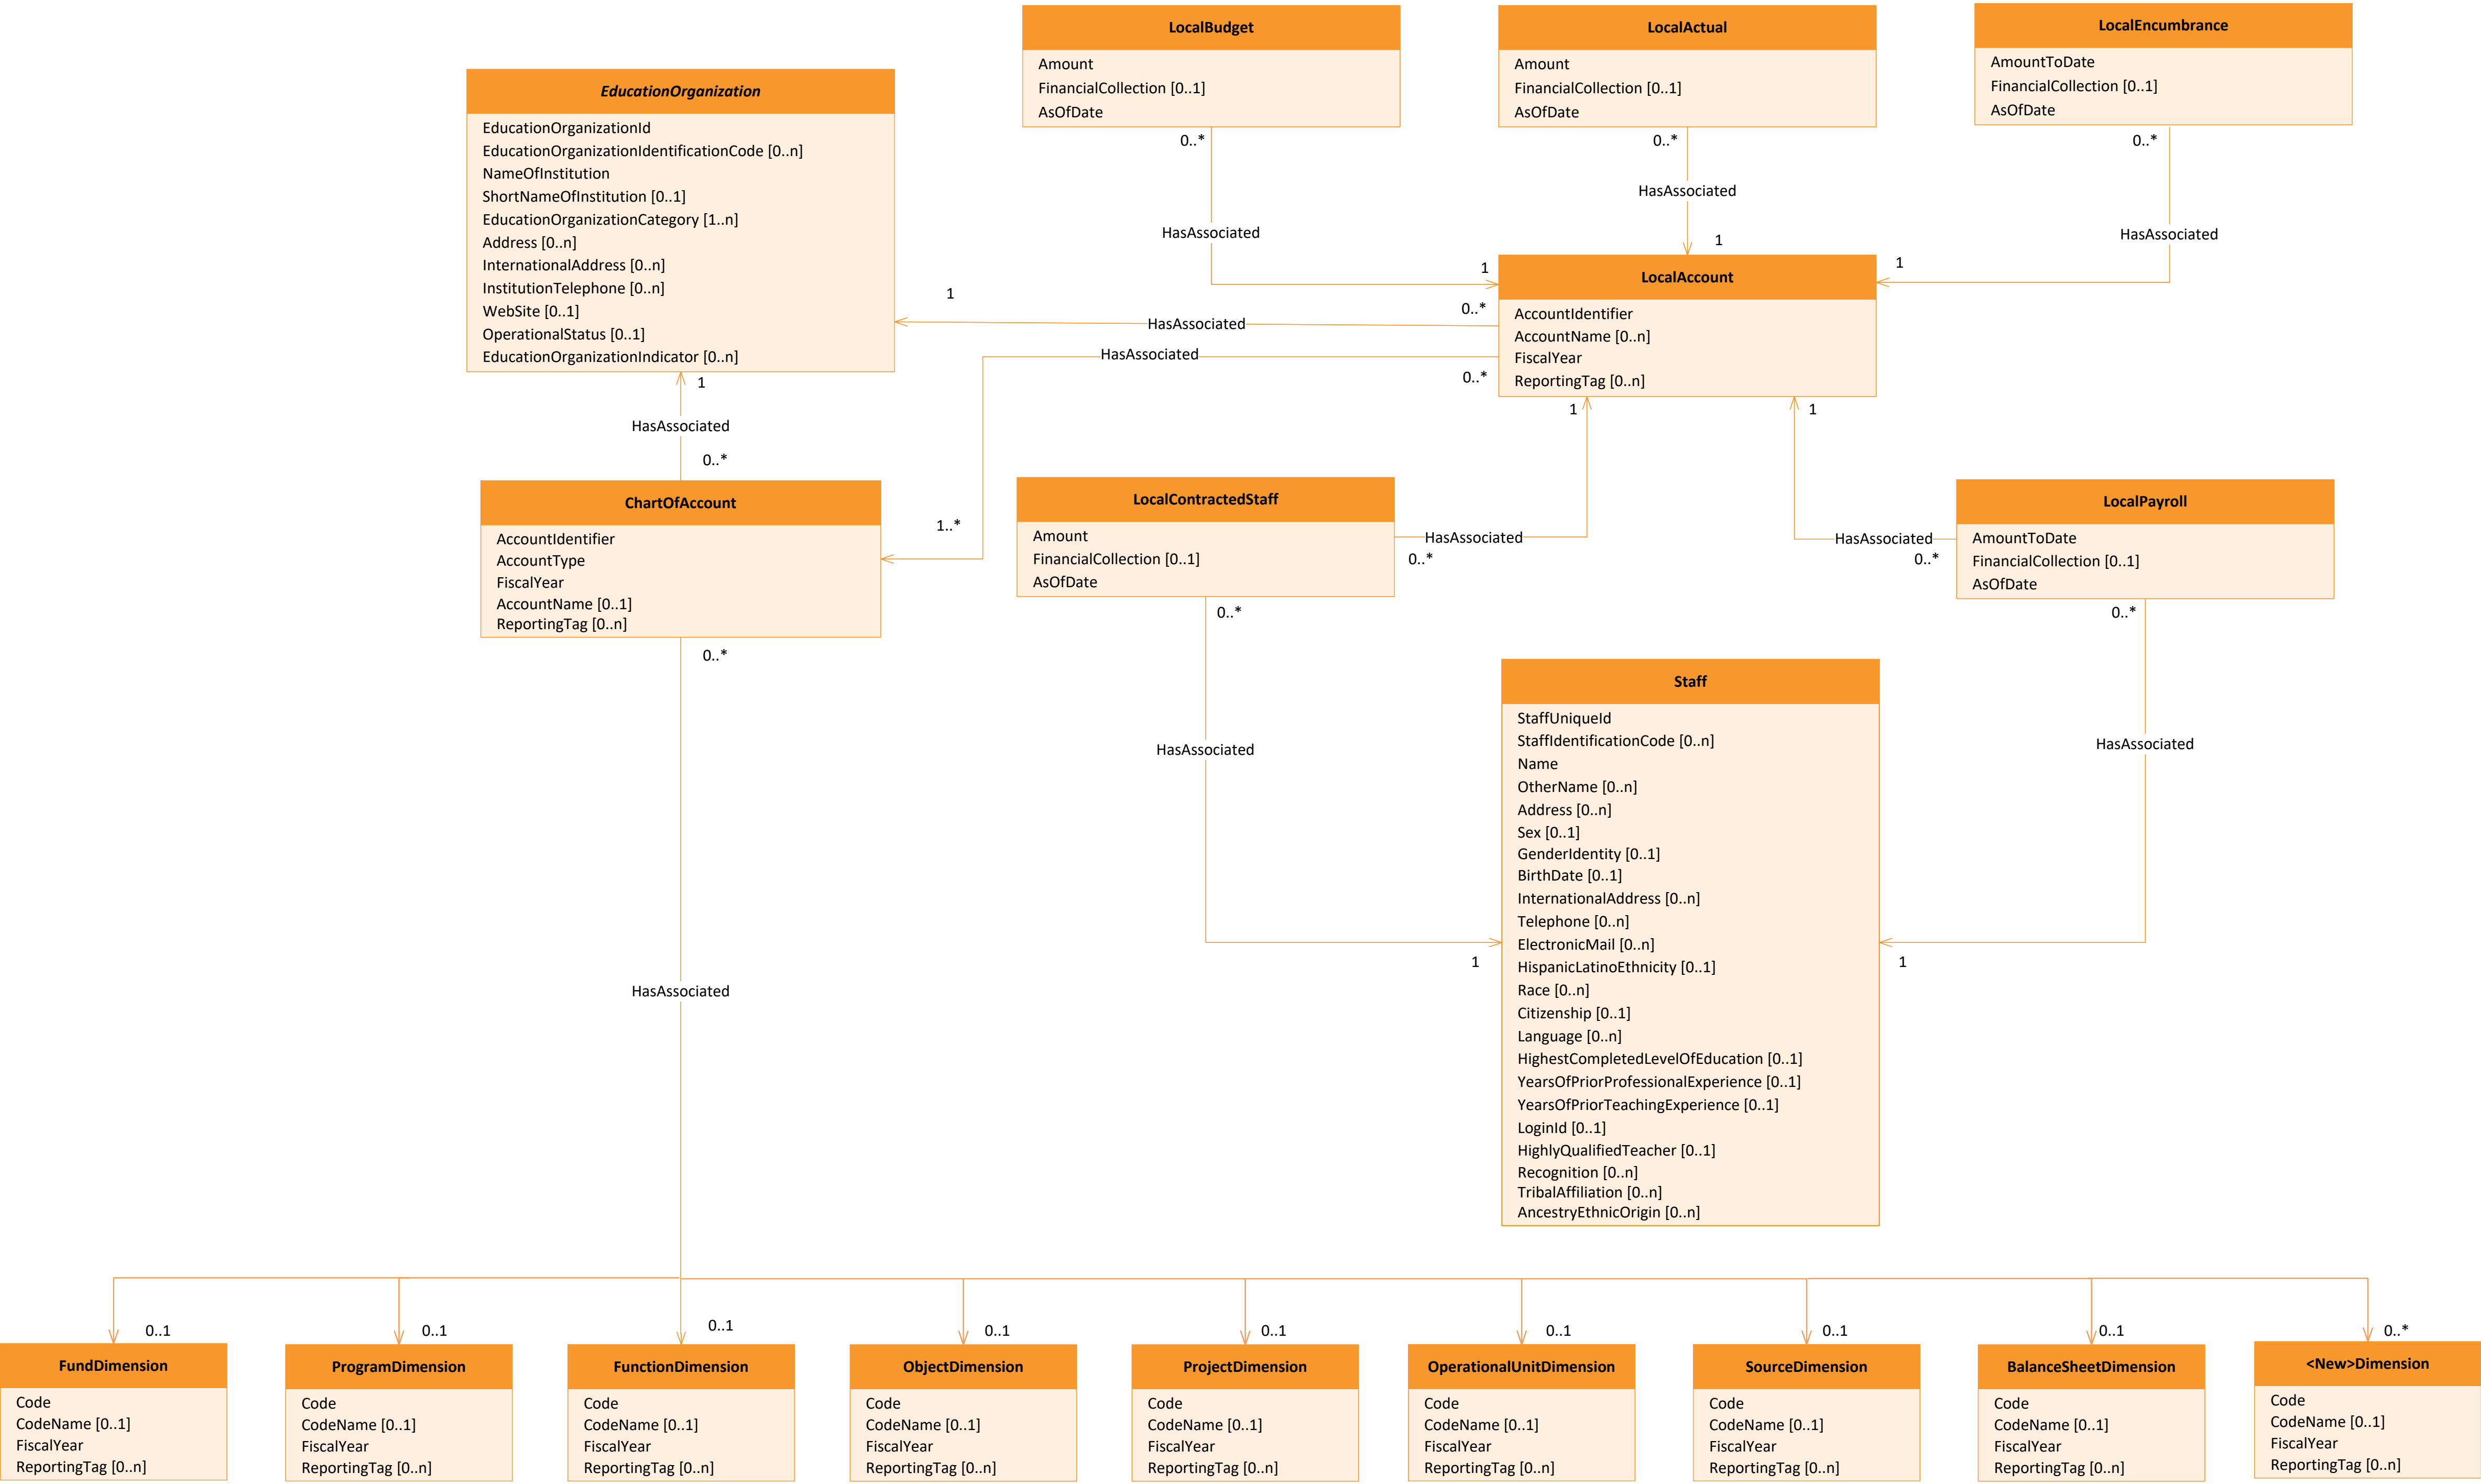 LocalBudget
Amount
FinancialCollection [0..1]
AsOfDate
0..*
HasAssociated
1
LocalActual
Amount
FinancialCollection [0..1]
AsOfDate
0..*
HasAssociated
1
LocalEncumbrance
AmountToDate
FinancialCollection [0..1]
AsOfDate
0..*
HasAssociated
1
EducationOrganization
EducationOrganizationId
EducationOrganizationIdentificationCode [0..n]
NameOfInstitution
ShortNameOfInstitution [0..1]
EducationOrganizationCategory [1..n]
Address [0..n]
InternationalAddress [0..n]
InstitutionTelephone [0..n]
WebSite [0..1]
OperationalStatus [0..1]
EducationOrganizationIndicator [0..n]
1
HasAssociated
0..*
LocalAccount
AccountIdentifier
AccountName [0..n]
FiscalYear
ReportingTag [0..n]
HasAssociated
0..*
1..*
1
HasAssociated
0..*
1
1
ChartOfAccount
AccountIdentifier
AccountType
FiscalYear
AccountName [0..1]
ReportingTag [0..n]
0..*
HasAssociated
LocalContractedStaff
Amount
FinancialCollection [0..1]
AsOfDate
HasAssociated
0..*
0..*
HasAssociated
1
LocalPayroll
AmountToDate
FinancialCollection [0..1]
AsOfDate
HasAssociated
0..*
0..*
HasAssociated
1
Staff
StaffUniqueId
StaffIdentificationCode [0..n]
Name
OtherName [0..n]
Address [0..n]
Sex [0..1]
GenderIdentity [0..1]
BirthDate [0..1]
InternationalAddress [0..n]
Telephone [0..n]
ElectronicMail [0..n]
HispanicLatinoEthnicity [0..1]
Race [0..n]
Citizenship [0..1]
Language [0..n]
HighestCompletedLevelOfEducation [0..1]
YearsOfPriorProfessionalExperience [0..1]
YearsOfPriorTeachingExperience [0..1]
LoginId [0..1]
HighlyQualifiedTeacher [0..1]
Recognition [0..n]
TribalAffiliation [0..n]
AncestryEthnicOrigin [0..n]
0..1
FundDimension
Code
CodeName [0..1]
FiscalYear
ReportingTag [0..n]
0..1
ProgramDimension
Code
CodeName [0..1]
FiscalYear
ReportingTag [0..n]
0..1
FunctionDimension
Code
CodeName [0..1]
FiscalYear
ReportingTag [0..n]
0..1
ObjectDimension
Code
CodeName [0..1]
FiscalYear
ReportingTag [0..n]
0..1
ProjectDimension
Code
CodeName [0..1]
FiscalYear
ReportingTag [0..n]
0..1
OperationalUnitDimension
Code
CodeName [0..1]
FiscalYear
ReportingTag [0..n]
0..1
SourceDimension
Code
CodeName [0..1]
FiscalYear
ReportingTag [0..n]
0..1
BalanceSheetDimension
Code
CodeName [0..1]
FiscalYear
ReportingTag [0..n]
0..*
<New>Dimension
Code
CodeName [0..1]
FiscalYear
ReportingTag [0..n]